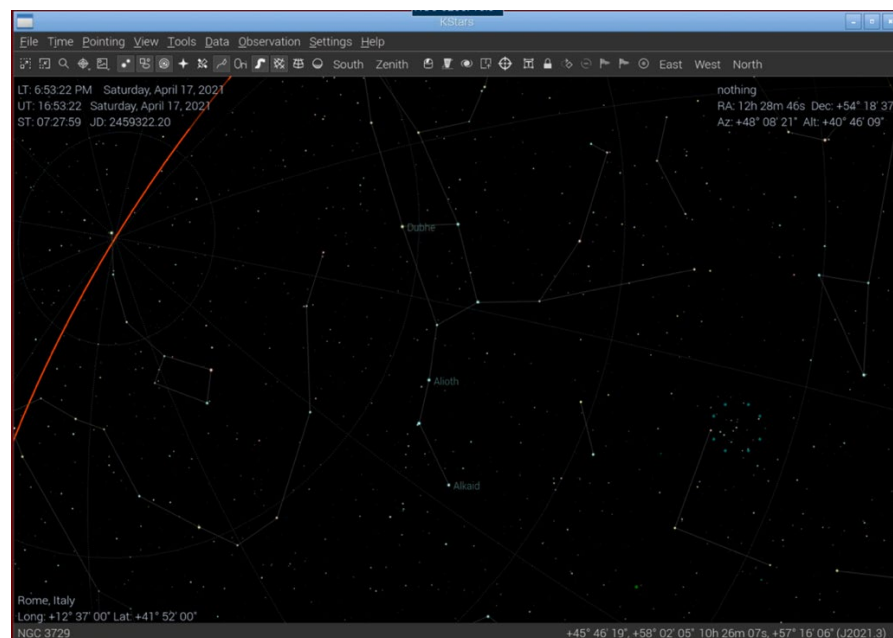 KStars
File Time Pointing View Tools Data Observation Settings Help
South Zenith East West North
LT: 6:53:22 PM Saturday, April 17, 2021
UT: 16:53:22 Saturday, April 17, 2021
ST: 07:27:59 JD: 2459322.20
nothing
RA: 12h 28m 46s Dec: +54° 18' 37
Az: +48° 08' 21" Alt: +40° 46' 09"
Dubhe
Alioth
Alkaid
Rome, Italy
Long: +12° 37' 00" Lat: +41° 52' 00"
NGC 3729
+45° 46' 19", +58° 02' 05" 10h 26m 07s, +57° 16' 06" (J2021.3)